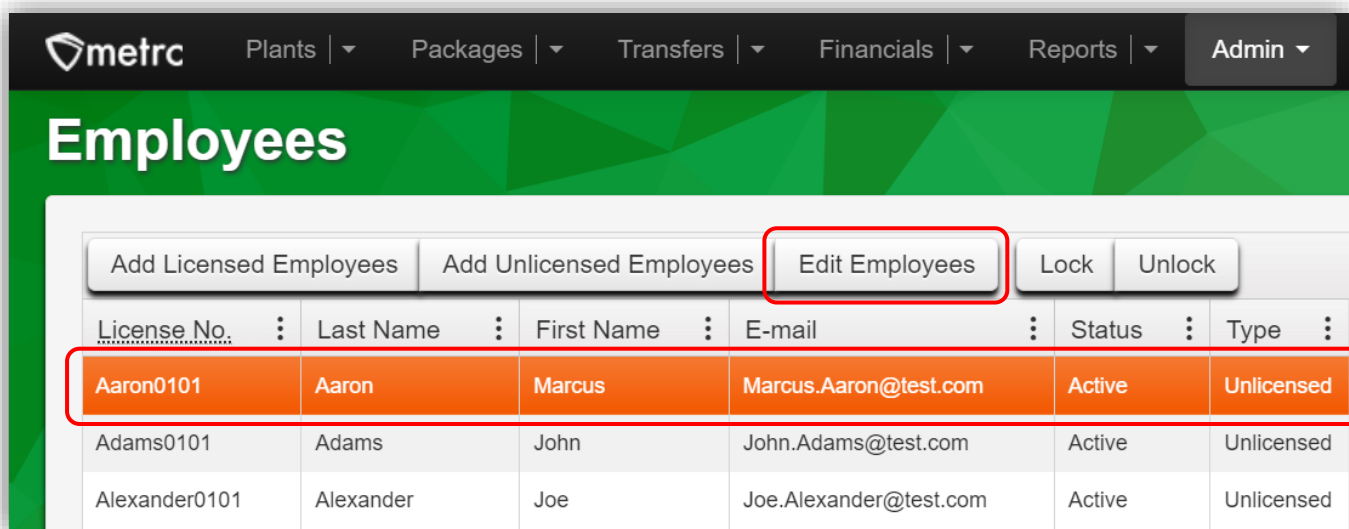 metrc Plants Packages Transfers Financials Reports Admin
Employees
Add Licensed Employees Add Unlicensed Employees Edit Employees Lock Unlock
License No. Last Name First Name E-mail Status Type
Aaron0101 Aaron Marcus Marcus.Aaron@test.com Active Unlicensed
Adams0101 Adams John John.Adams@test.com Active Unlicensed
Alexander0101 Alexander Joe Joe.Alexander@test.com Active Unlicensed